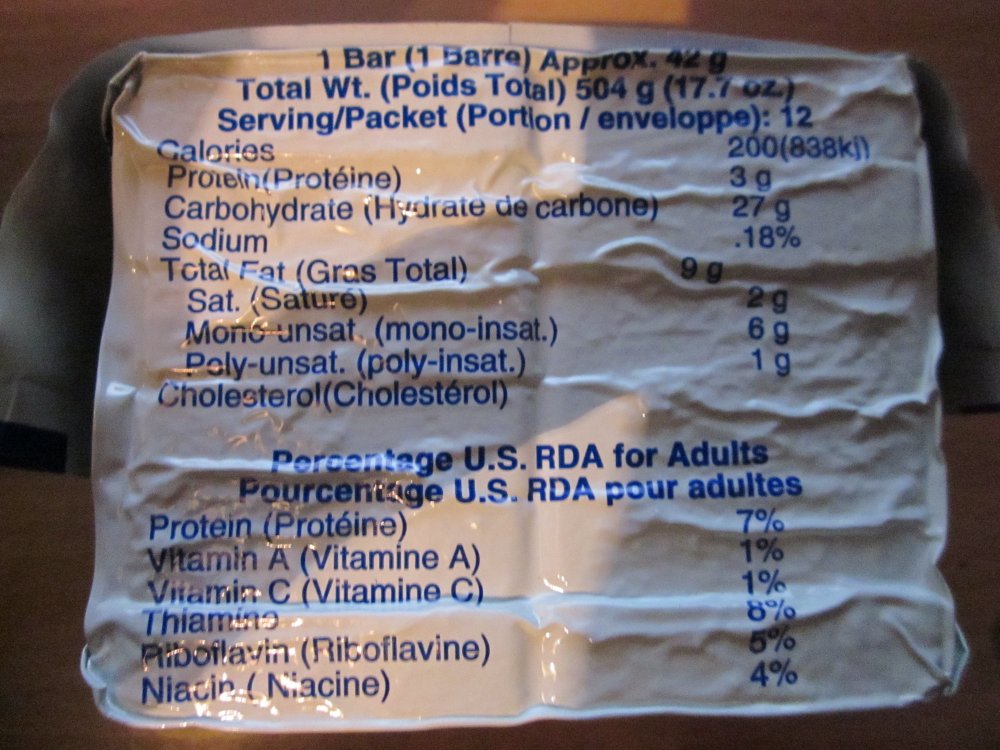 1 Bar (1 Barre) Approx. 42 g
Total Wt. (Poids Total) 504 g (17.7 oz.)
Serving/Packet (Portion / enveloppe): 12
Calories 200(838kj)
Protein(Protéine) 3 g
Carbohydrate (Hydrate de carbone) 27 g
Sodium .18%
Total Fat (Gras Total) 9 g
Sat. (Saturé) 2 g
Mono-unsat. (mono-insat.) 6 g
Poly-unsat. (poly-insat.) 1 g
Cholesterol(Cholestérol)
Percentage U.S. RDA for Adults
Pourcentage U.S. RDA pour adultes
Protein (Protéine) 7%
Vitamin A (Vitamine A) 1%
Vitamin C (Vitamine C) 1%
Thiamine 8%
Riboflavin (Riboflavine) 5%
Niacin ( Niacine) 4%